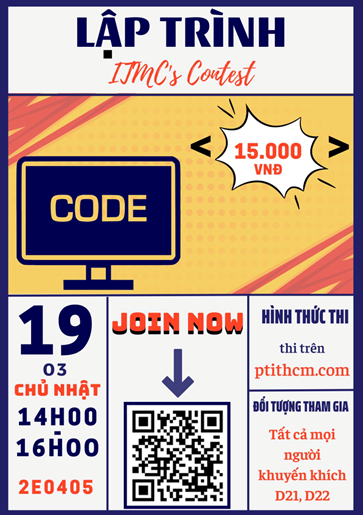 LẬP TRÌNH
ITMC's Contest
< 15.000 >
VNĐ
CODE
19
03
CHỦ NHẬT
14H00
-
16H00
2E0405
JOIN NOW
HÌNH THỨC THI
thi trên
ptithcm.com
ĐỐI TƯỢNG THAM GIA
Tất cả mọi
người
khuyến khích
D21, D22